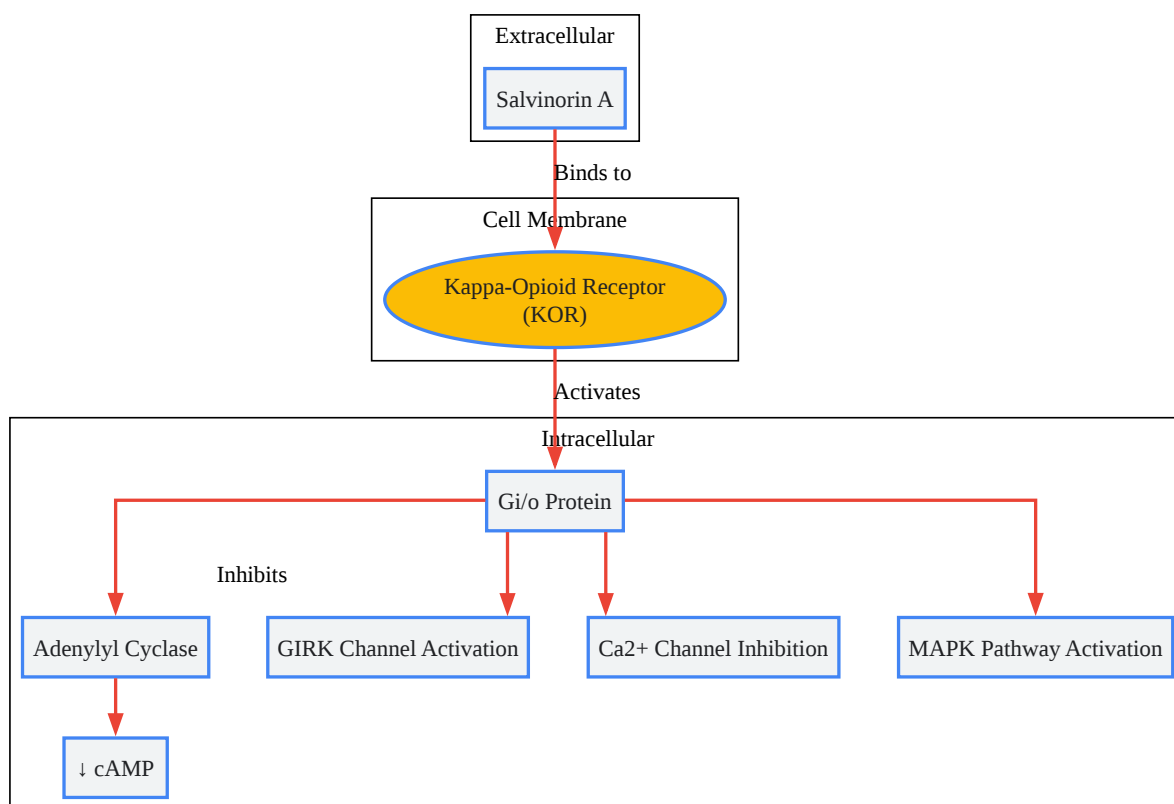 Extracellular
Salvinorin A
Binds to
Cell Membrane
Kappa-Opioid Receptor
(KOR)
Activates
Intracellular
Gi/o Protein
Inhibits
Adenylyl Cyclase
GIRK Channel Activation
Ca2+ Channel Inhibition
MAPK Pathway Activation
↓ cAMP